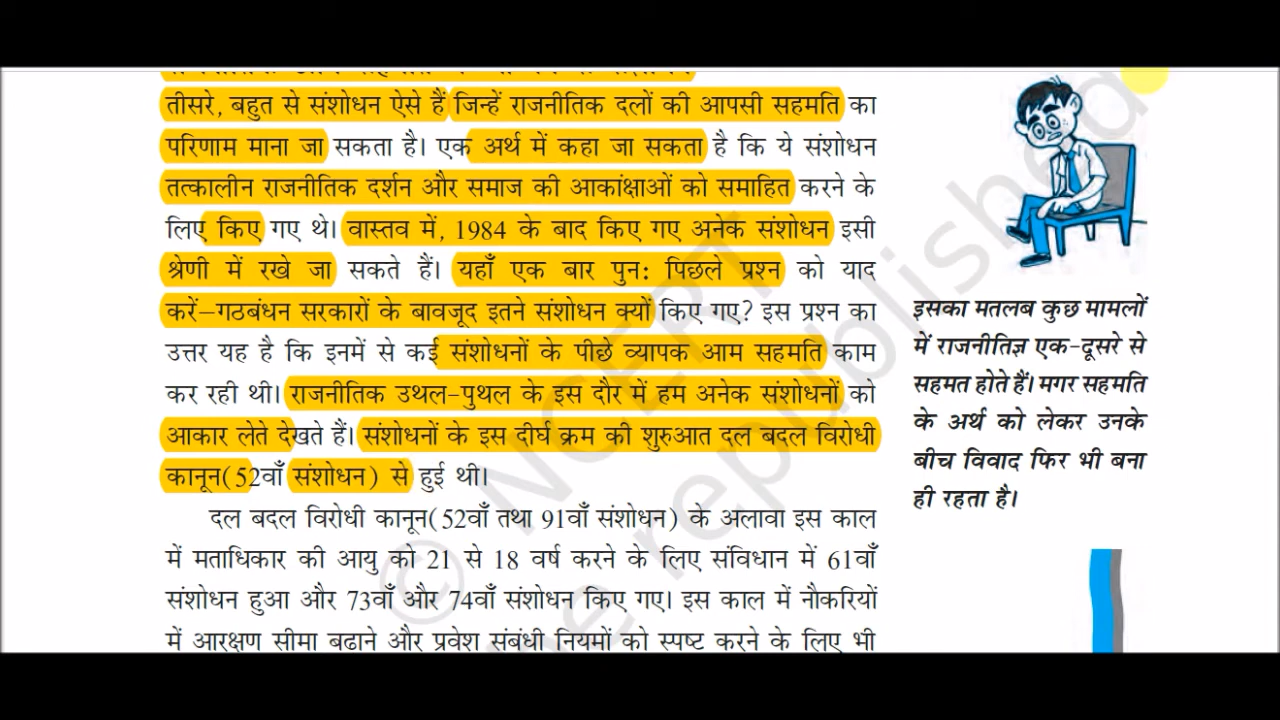 तीसरे, बहुत से संशोधन ऐसे हैं जिन्हें राजनीतिक दलों की आपसी सहमति का
परिणाम माना जा सकता है। एक अर्थ में कहा जा सकता है कि ये संशोधन
तत्कालीन राजनीतिक दर्शन और समाज की आकांक्षाओं को समाहित करने के
लिए किए गए थे। वास्तव में, 1984 के बाद किए गए अनेक संशोधन इसी
श्रेणी में रखे जा सकते हैं। यहाँ एक बार पुन: पिछले प्रश्न को याद
करें–गठबंधन सरकारों के बावजूद इतने संशोधन क्यों किए गए? इस प्रश्न का
उत्तर यह है कि इनमें से कई संशोधनों के पीछे व्यापक आम सहमति काम
कर रही थी। राजनीतिक उथल-पुथल के इस दौर में हम अनेक संशोधनों को
आकार लेते देखते हैं। संशोधनों के इस दीर्घ क्रम की शुरुआत दल बदल विरोधी
कानून(52वाँ संशोधन) से हुई थी।
दल बदल विरोधी कानून(52वाँ तथा 91वाँ संशोधन) के अलावा इस काल
में मताधिकार की आयु को 21 से 18 वर्ष करने के लिए संविधान में 61वाँ
संशोधन हुआ और 73वाँ और 74वाँ संशोधन किए गए। इस काल में नौकरियों
में आरक्षण सीमा बढ़ाने और प्रवेश संबंधी नियमों को स्पष्ट करने के लिए भी
इसका मतलब कुछ मामलों
में राजनीतिज्ञ एक-दूसरे से
सहमत होते हैं। मगर सहमति
के अर्थ को लेकर उनके
बीच विवाद फिर भी बना
ही रहता है।
© NCERT
republished